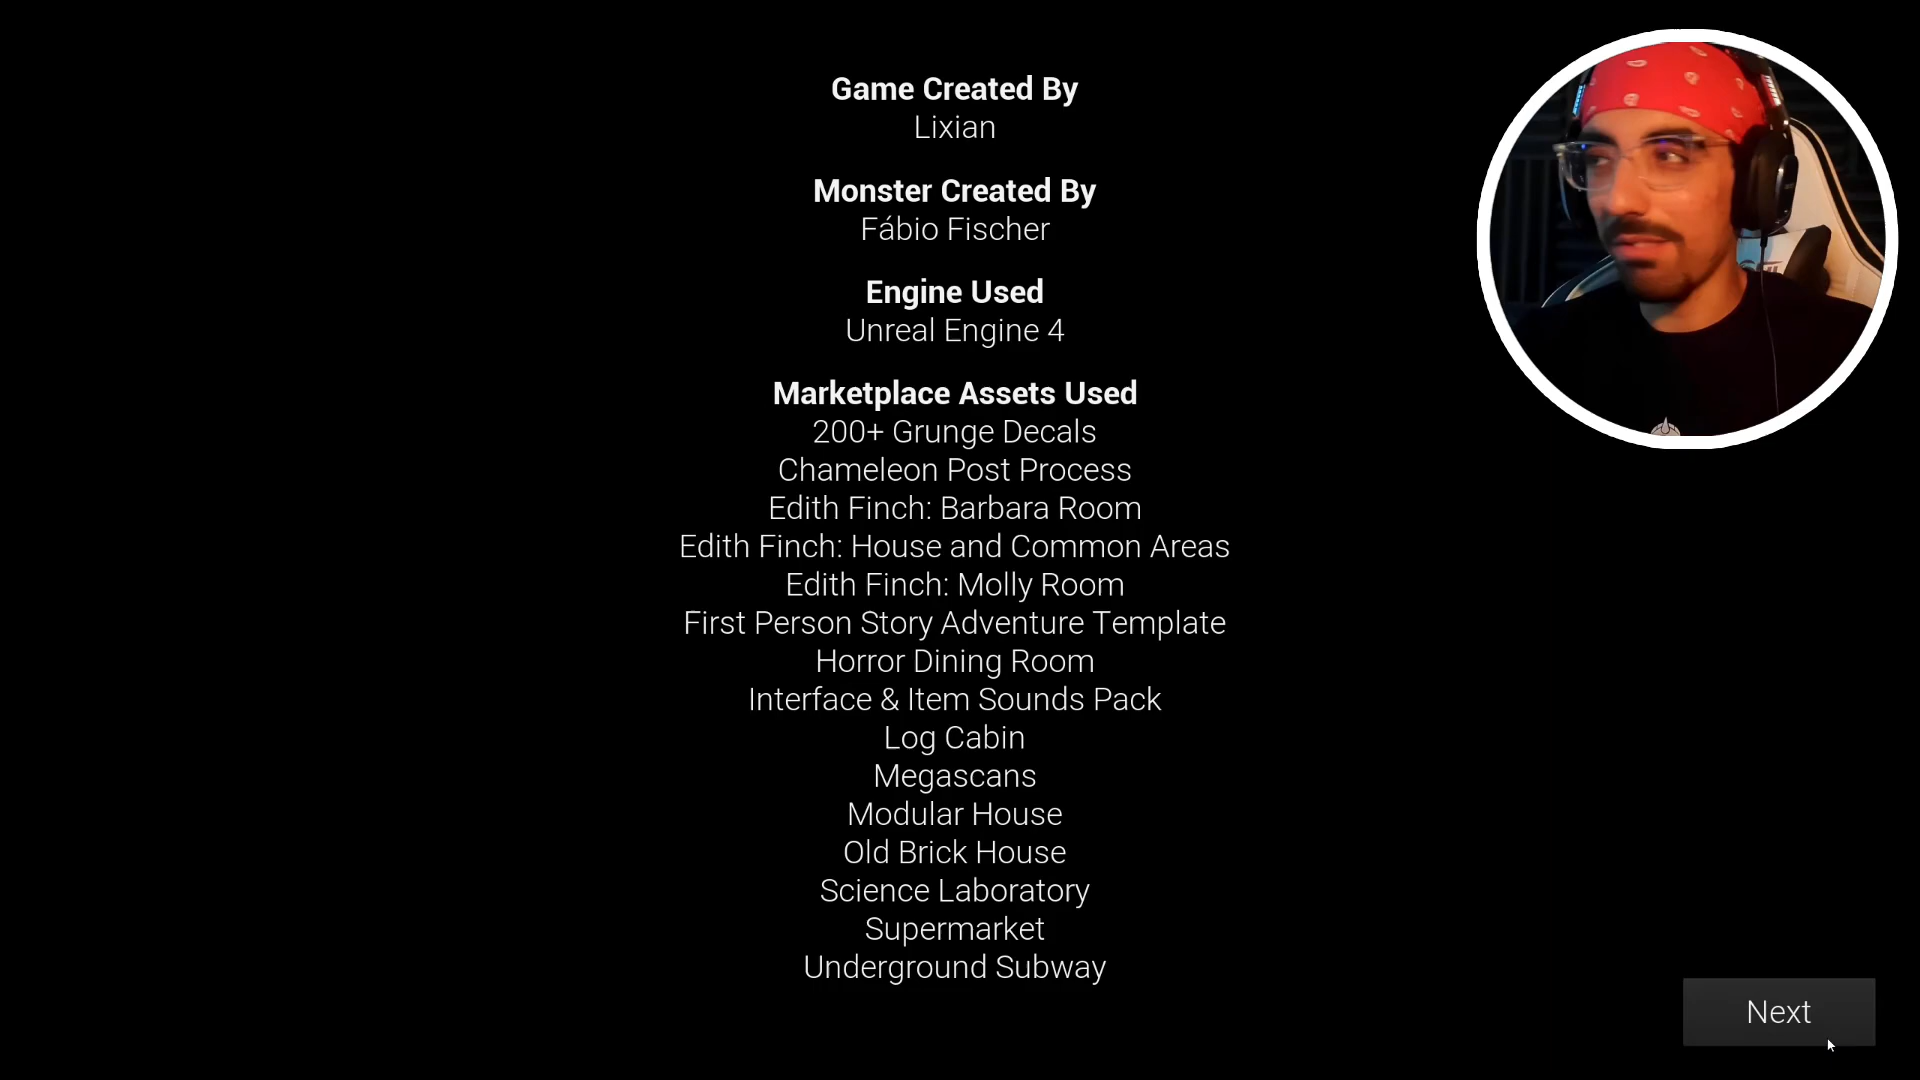 Game Created By
Lixian
Monster Created By
Fábio Fischer
Engine Used
Unreal Engine 4
Marketplace Assets Used
200+ Grunge Decals
Chameleon Post Process
Edith Finch: Barbara Room
Edith Finch: House and Common Areas
Edith Finch: Molly Room
First Person Story Adventure Template
Horror Dining Room
Interface & Item Sounds Pack
Log Cabin
Megascans
Modular House
Old Brick House
Science Laboratory
Supermarket
Underground Subway
Next